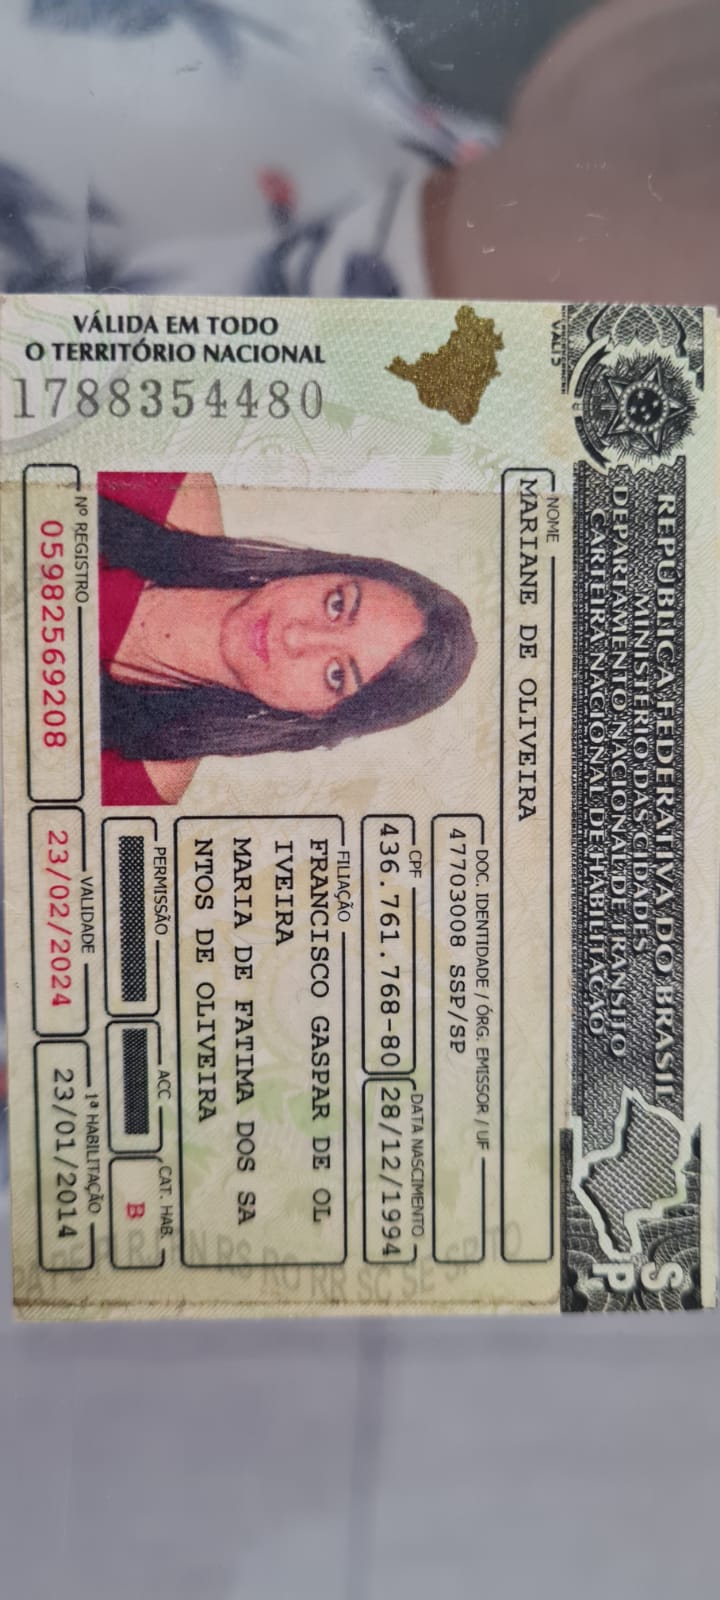 VÁLIDA EM TODO
O TERRITÓRIO NACIONAL
1788354480
REPÚBLICA FEDERATIVA DO BRASIL
MINISTÉRIO DAS CIDADES
DEPARTAMENTO NACIONAL DE TRÂNSITO
CARTEIRA NACIONAL DE HABILITAÇÃO
SP
NOME
MARIANE DE OLIVEIRA
DOC. IDENTIDADE / ÓRG. EMISSOR / UF
47703008 SSP/SP
CPF
436.761.768-80
DATA NASCIMENTO
28/12/1994
FILIAÇÃO
FRANCISCO GASPAR DE OL
IVEIRA
MARIA DE FATIMA DOS SA
NTOS DE OLIVEIRA
PERMISSÃO
ACC
CAT. HAB.
B
Nº REGISTRO
05982569208
VALIDADE
23/02/2024
1ª HABILITAÇÃO
23/01/2014
RN RS RO RR SC SE SP TO